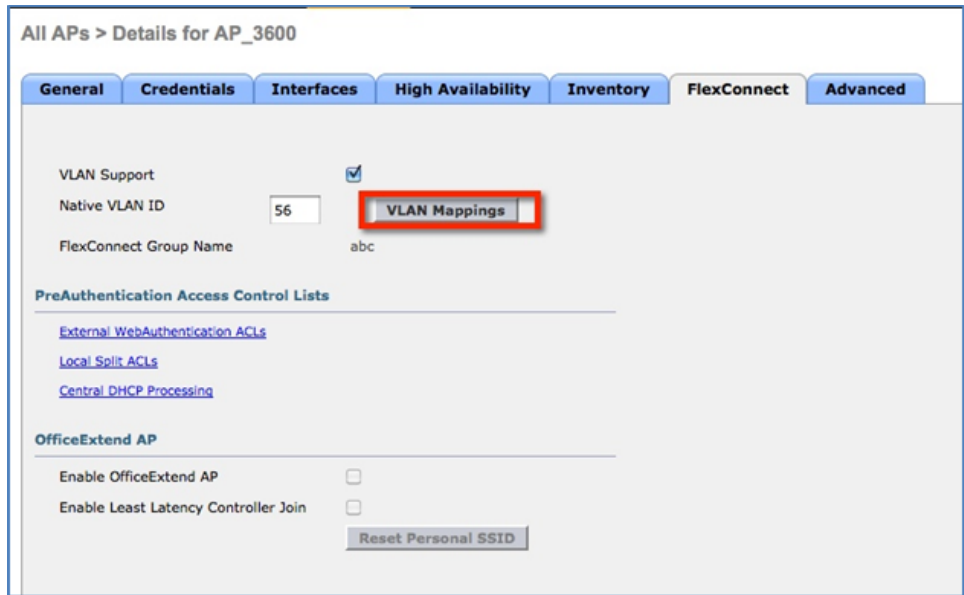 All APs > Details for AP_3600
General Credentials Interfaces High Availability Inventory FlexConnect Advanced
VLAN Support
Native VLAN ID 56 VLAN Mappings
FlexConnect Group Name abc
PreAuthentication Access Control Lists
External WebAuthentication ACLs
Local Split ACLs
Central DHCP Processing
OfficeExtend AP
Enable OfficeExtend AP
Enable Least Latency Controller Join
Reset Personal SSID